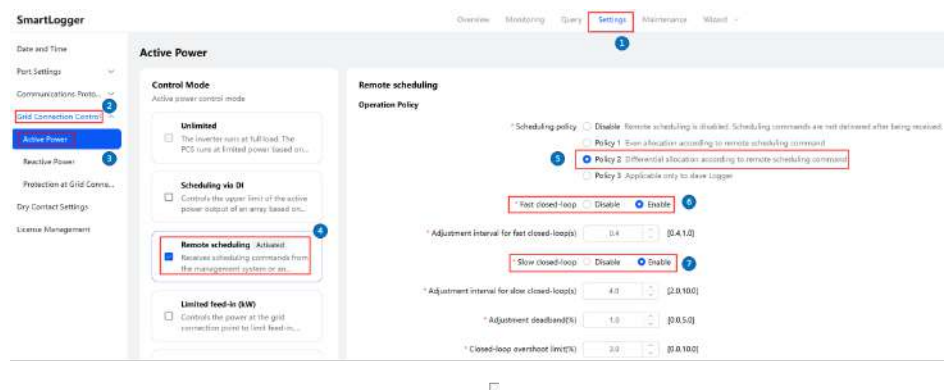 SmartLogger
Overview Monitoring Query Settings Maintenance Wizard
1
Date and Time
Port Settings
Communications Proto...
2
Grid Connection Control
Active Power
3
Reactive Power
Protection at Grid Conne...
Dry Contact Settings
License Management
Active Power
Control Mode
Active power control mode
Unlimited
The inverter runs at full load. The
PCS runs at limited power based on...
Scheduling via DI
Controls the upper limit of the active
power output of an array based on...
4
Remote scheduling Activated
Receives scheduling commands from
the management system or an...
Limited feed-in (kW)
Controls the power at the grid
connection point to limit feed-in,...
Remote scheduling
Operation Policy
* Scheduling policy Disable Remote scheduling is disabled. Scheduling commands are not delivered after being received.
Policy 1 Even allocation according to remote scheduling command
5 Policy 2 Differential allocation according to remote scheduling command
Policy 3 Applicable only to slave Logger
* Fast closed-loop Disable Enable 6
* Adjustment interval for fast closed-loop(s) 0.4 [0.4,1.0]
* Slow closed-loop Disable Enable 7
* Adjustment interval for slow closed-loop(s) 4.0 [2.0,10.0]
* Adjustment deadband(%) 1.0 [0.0,5.0]
* Closed-loop overshoot limit(%) 2.0 [0.0,10.0]